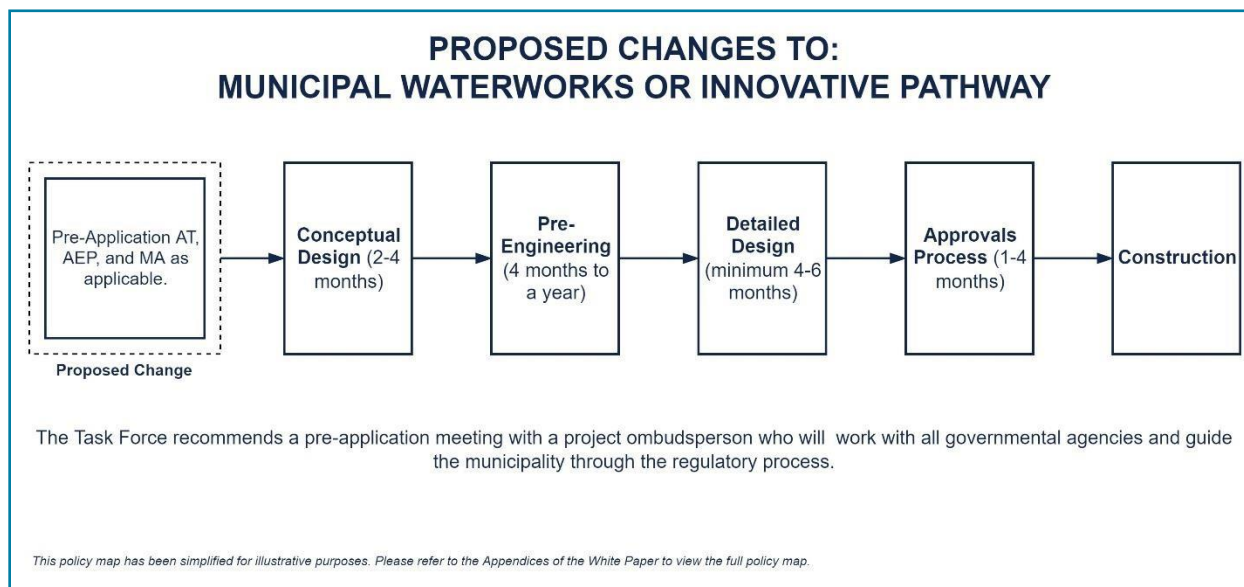 PROPOSED CHANGES TO:
MUNICIPAL WATERWORKS OR INNOVATIVE PATHWAY
Pre-Application AT,
AEP, and MA as
applicable.
Proposed Change
Conceptual
Design (2-4
months)
Pre-
Engineering
(4 months to
a year)
Detailed
Design
(minimum 4-6
months)
Approvals
Process (1-4
months)
Construction
The Task Force recommends a pre-application meeting with a project ombudsperson who will work with all governmental agencies and guide
the municipality through the regulatory process.
This policy map has been simplified for illustrative purposes. Please refer to the Appendices of the White Paper to view the full policy map.